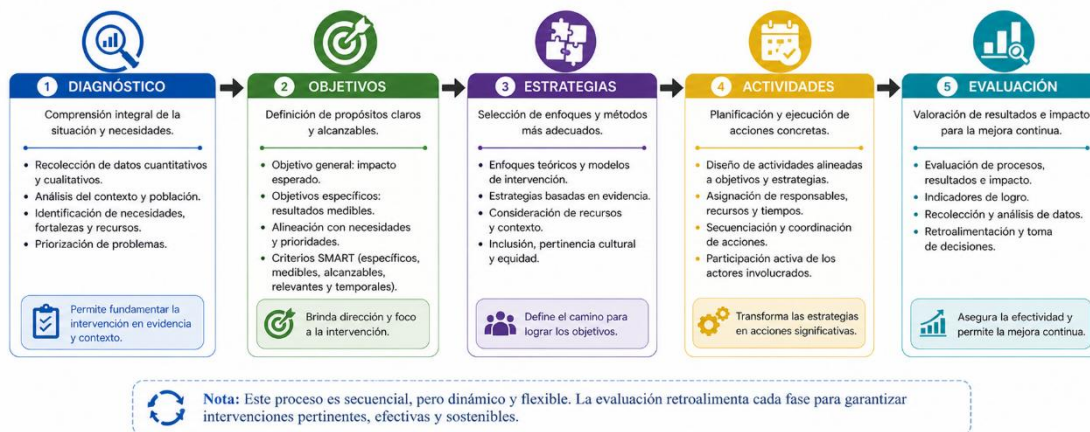 1 DIAGNÓSTICO
Comprensión integral de la
situación y necesidades.
• Recolección de datos cuantitativos
y cualitativos.
• Análisis del contexto y población.
• Identificación de necesidades,
fortalezas y recursos.
• Priorización de problemas.
Permite fundamentar la
intervención en evidencia
y contexto.
2 OBJETIVOS
Definición de propósitos claros
y alcanzables.
• Objetivo general: impacto
esperado.
• Objetivos específicos:
resultados medibles.
• Alineación con necesidades
y prioridades.
• Criterios SMART (específicos,
medibles, alcanzables,
relevantes y temporales).
Brinda dirección y foco
a la intervención.
3 ESTRATEGIAS
Selección de enfoques y métodos
más adecuados.
• Enfoques teóricos y modelos
de intervención.
• Estrategias basadas en evidencia.
• Consideración de recursos
y contexto.
• Inclusión, pertinencia cultural
y equidad.
Define el camino para
lograr los objetivos.
4 ACTIVIDADES
Planificación y ejecución de
acciones concretas.
• Diseño de actividades alineadas
a objetivos y estrategias.
• Asignación de responsables,
recursos y tiempos.
• Secuenciación y coordinación
de acciones.
• Participación activa de los
actores involucrados.
Transforma las estrategias
en acciones significativas.
5 EVALUACIÓN
Valoración de resultados e impacto
para la mejora continua.
• Evaluación de procesos,
resultados e impacto.
• Indicadores de logro.
• Recolección y análisis de datos.
• Retroalimentación y toma
de decisiones.
Asegura la efectividad y
permite la mejora continua.
Nota: Este proceso es secuencial, pero dinámico y flexible. La evaluación retroalimenta cada fase para garantizar
intervenciones pertinentes, efectivas y sostenibles.